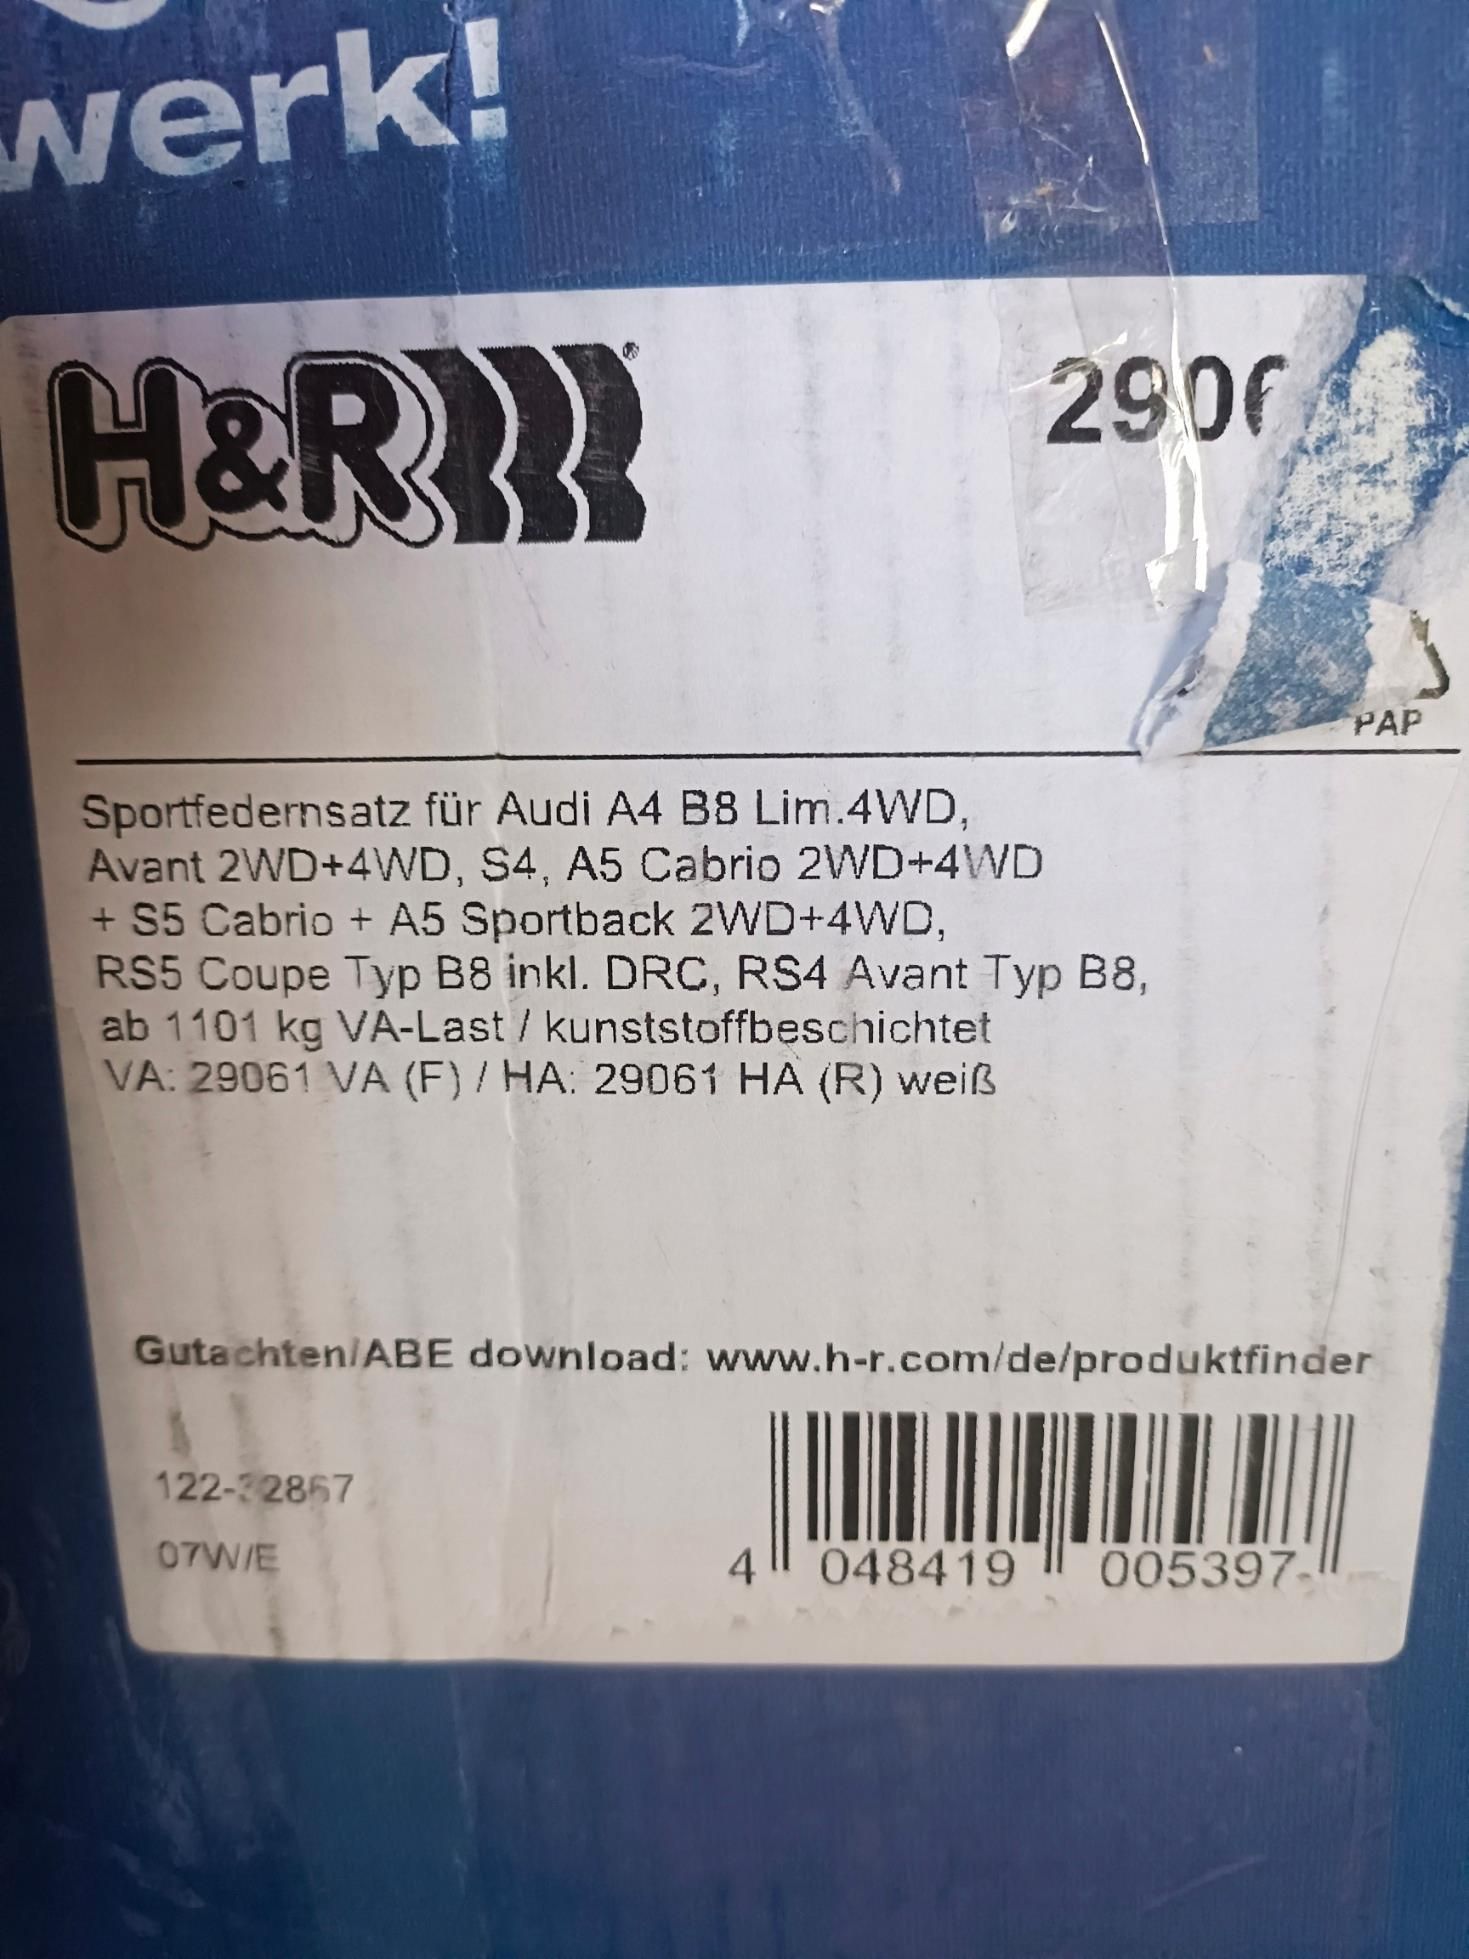 werk!
H&R®
2906
PAP
Sportfedernsatz für Audi A4 B8 Lim.4WD,
Avant 2WD+4WD, S4, A5 Cabrio 2WD+4WD
+ S5 Cabrio + A5 Sportback 2WD+4WD,
RS5 Coupe Typ B8 inkl. DRC, RS4 Avant Typ B8,
ab 1101 kg VA-Last / kunststoffbeschichtet
VA: 29061 VA (F) / HA: 29061 HA (R) weiß
Gutachten/ABE download: www.h-r.com/de/produktfinder
07W/E
4 048419 005397